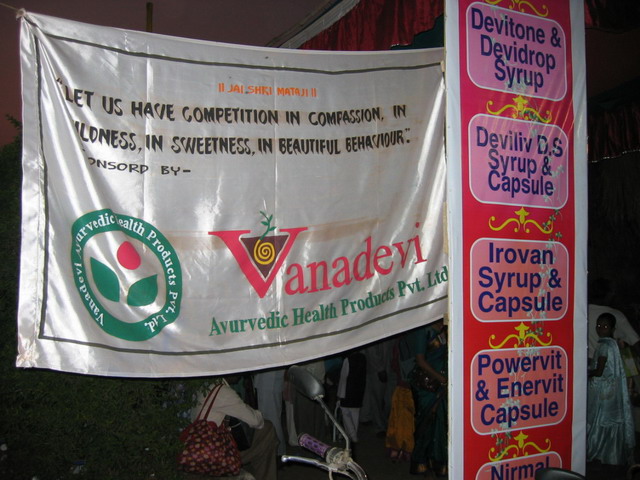 || JAI SHRI MATAJI ||
"LET US HAVE COMPETITION IN COMPASSION, IN
ILDNESS, IN SWEETNESS, IN BEAUTIFUL BEHAVIOUR".
ONSORD BY-
Vanadevi Ayurvedic Health Products Pvt. Ltd.
Vanadevi
Ayurvedic Health Products Pvt. Ltd
Devitone &
Devidrop
Syrup
Deviliv D.S
Syrup &
Capsule
Irovan
Syrup &
Capsule
Powervit
& Enervit
Capsule
Nirmal